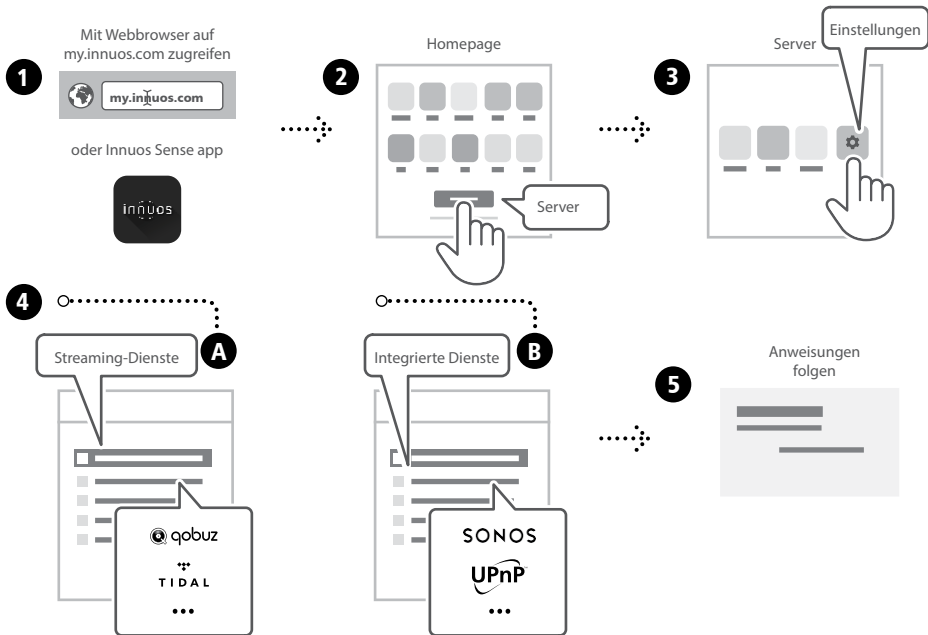 1
Mit Webbrowser auf
my.innuos.com zugreifen
my.innuos.com
oder Innuos Sense app
innuos
2
Homepage
Server
3
Server
Einstellungen
4
A
Streaming-Dienste
qobuz
TIDAL
•••
B
Integrierte Dienste
SONOS
UPnP
•••
5
Anweisungen
folgen